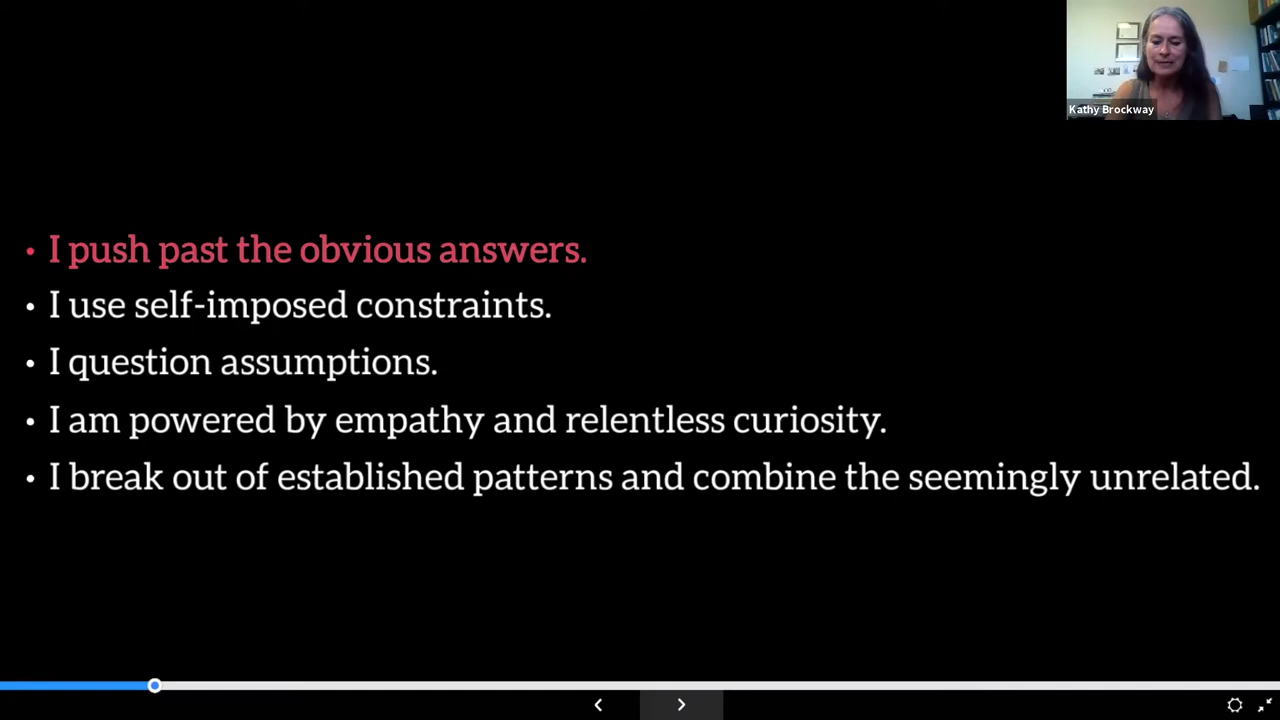 Kathy Brockway
• I push past the obvious answers.
• I use self-imposed constraints.
• I question assumptions.
• I am powered by empathy and relentless curiosity.
• I break out of established patterns and combine the seemingly unrelated.